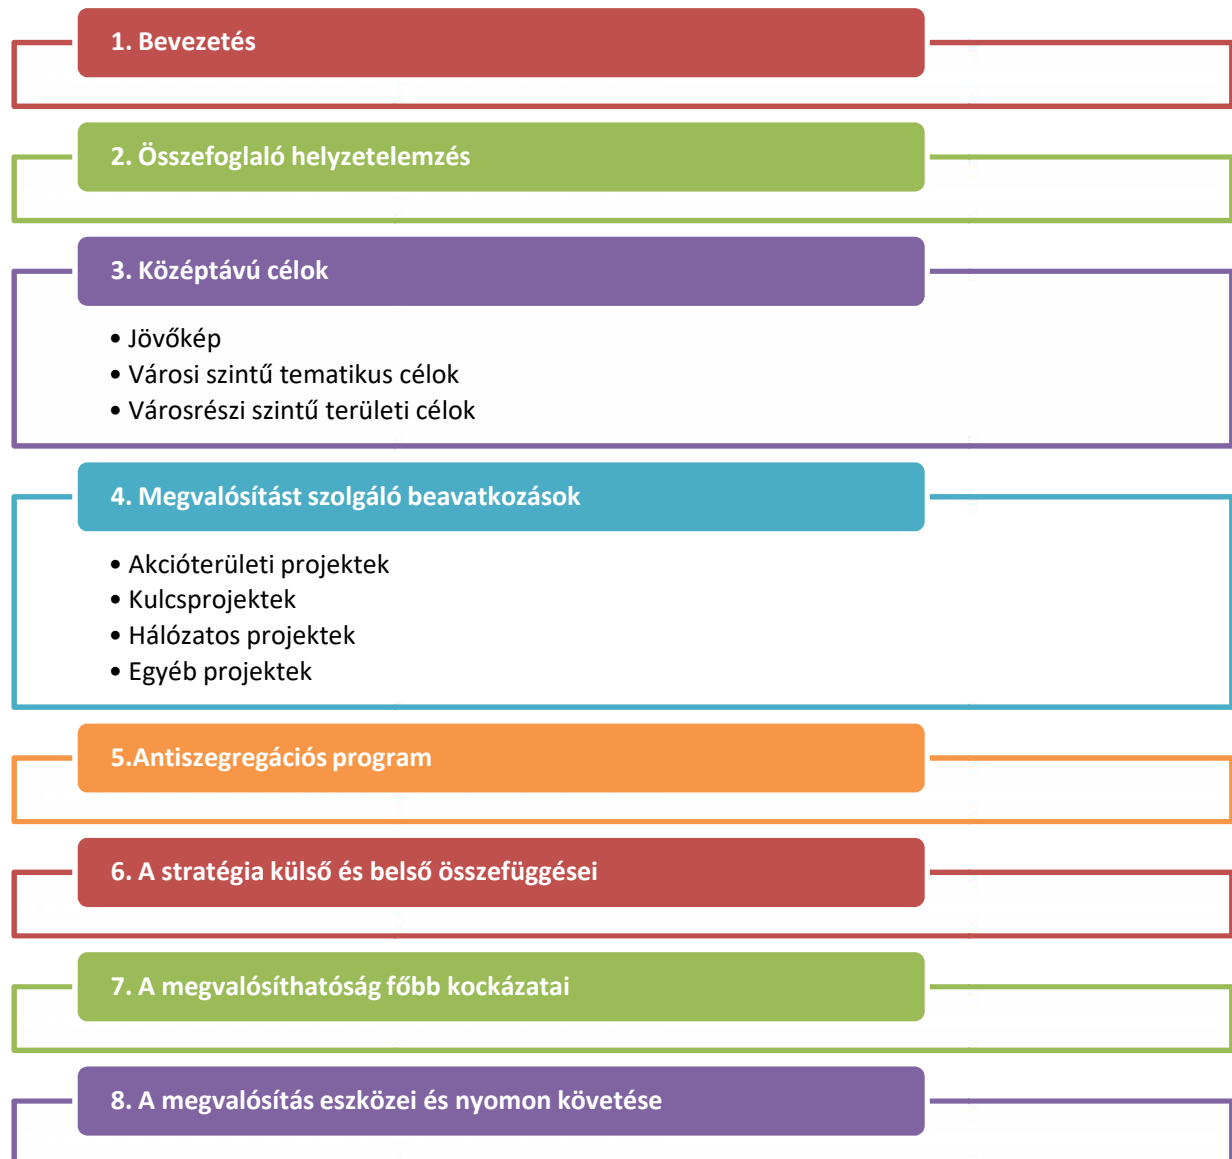 1. Bevezetés
2. Összefoglaló helyzetelemzés
3. Középtávú célok
• Jövőkép
• Városi szintű tematikus célok
• Városrészi szintű területi célok
4. Megvalósítást szolgáló beavatkozások
• Akcióterületi projektek
• Kulcsprojektek
• Hálózatos projektek
• Egyéb projektek
5.Antiszegregációs program
6. A stratégia külső és belső összefüggései
7. A megvalósíthatóság főbb kockázatai
8. A megvalósítás eszközei és nyomon követése